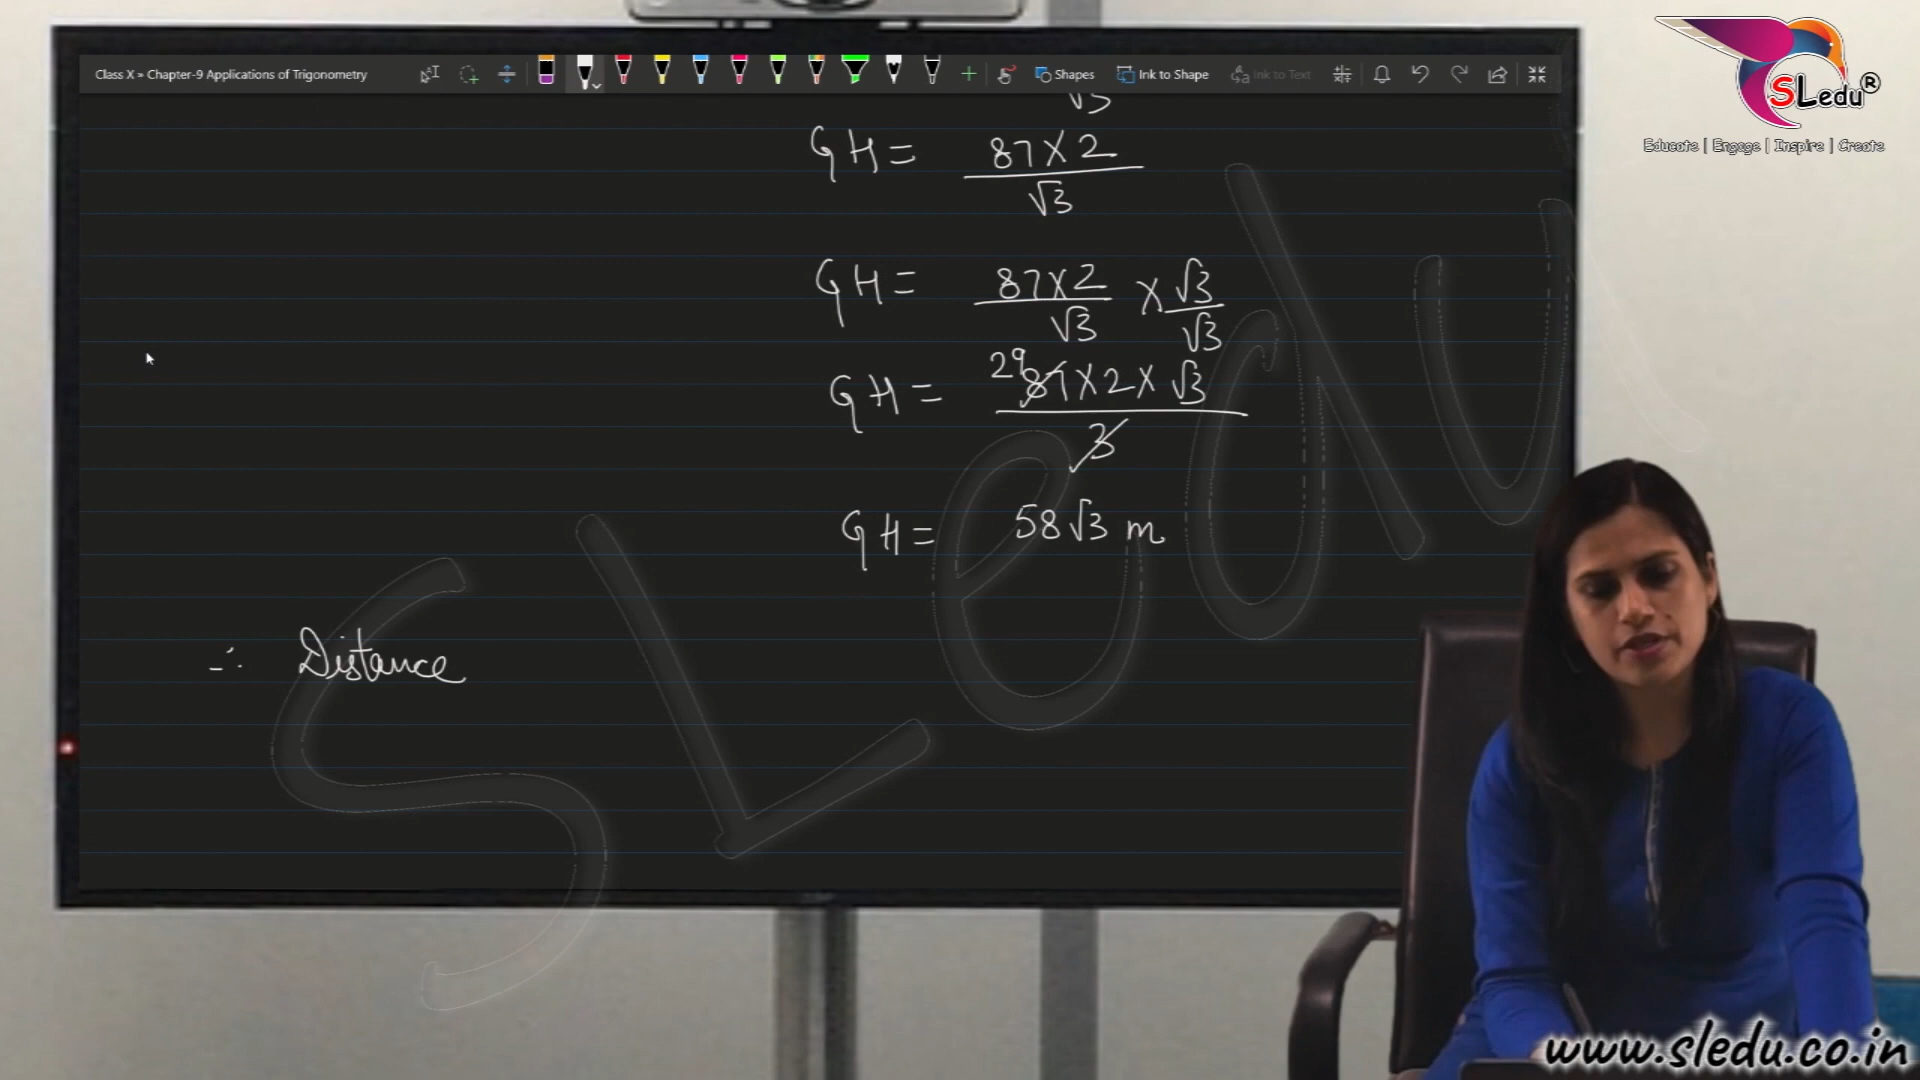 SLedu®
Educate | Engage | Inspire | Create
Class X » Chapter-9 Applications of Trigonometry
Shapes
Ink to Shape
Ink to Text
√3
GH = 87 X 2 / √3
GH = 87 X 2 / √3 X √3 / √3
29
GH = 87 X 2 X √3 / 3
GH = 58√3 m
∴ Distance
SLedu
www.sledu.co.in